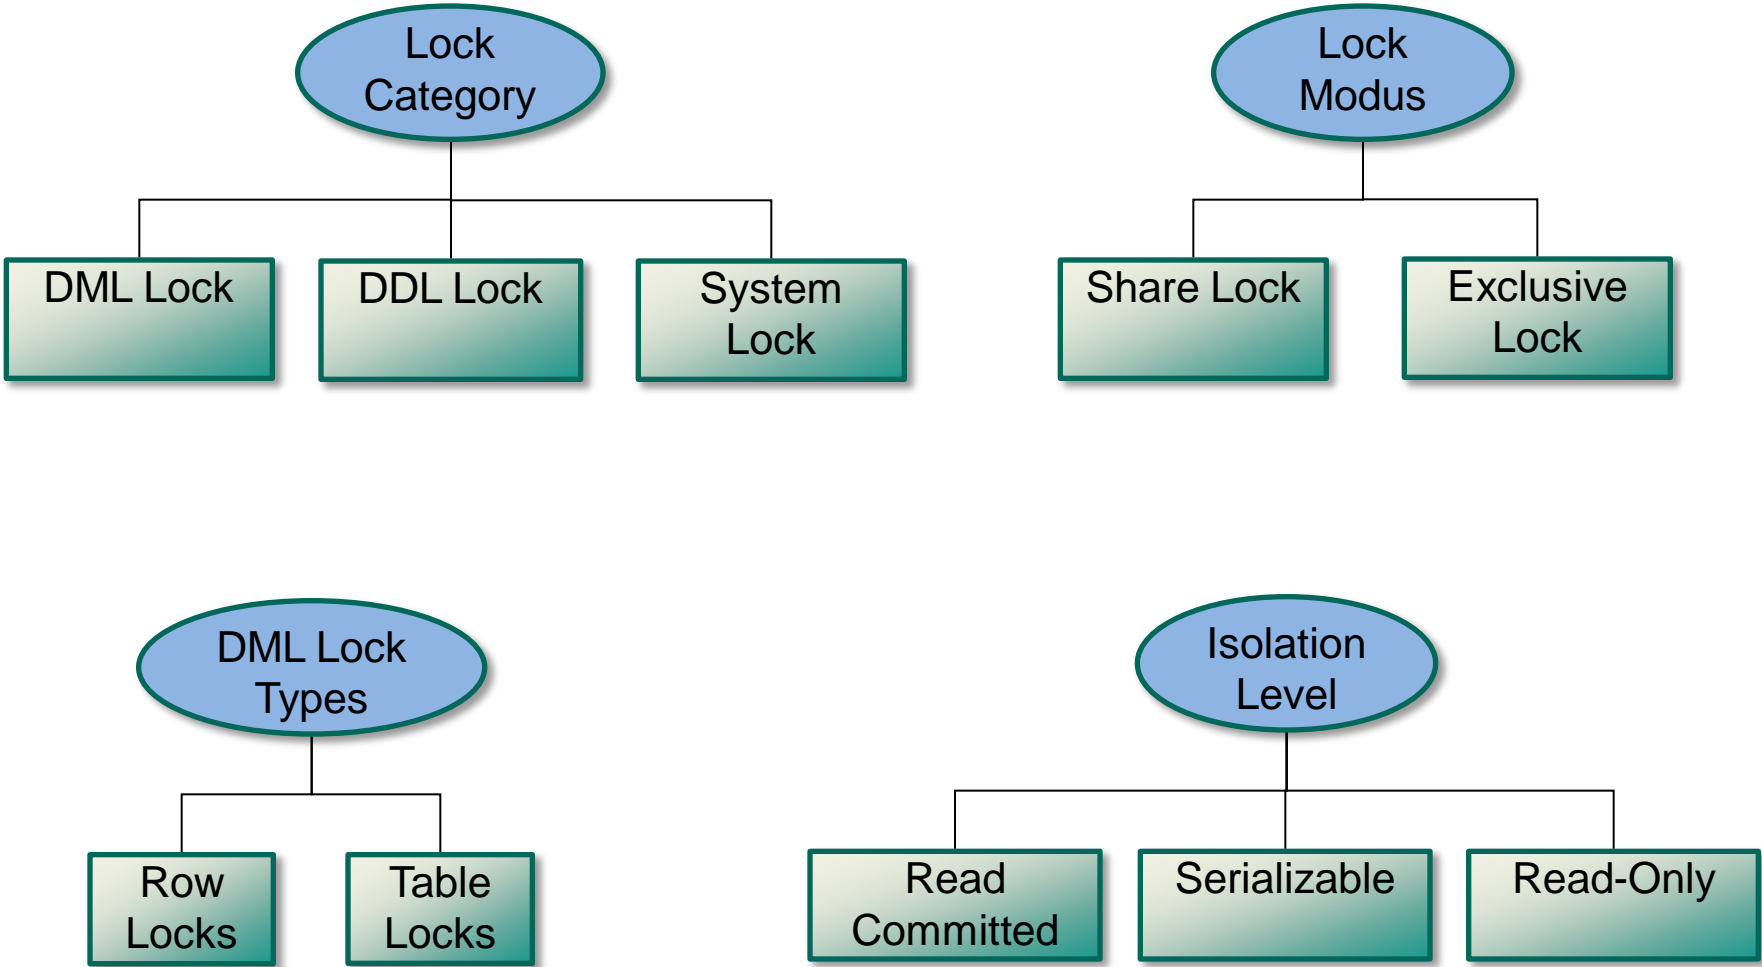 Lock
Category
Lock
Modus
DML Lock
DDL Lock
System
Lock
Share Lock
Exclusive
Lock
DML Lock
Types
Isolation
Level
Row
Locks
Table
Locks
Read
Committed
Serializable
Read-Only